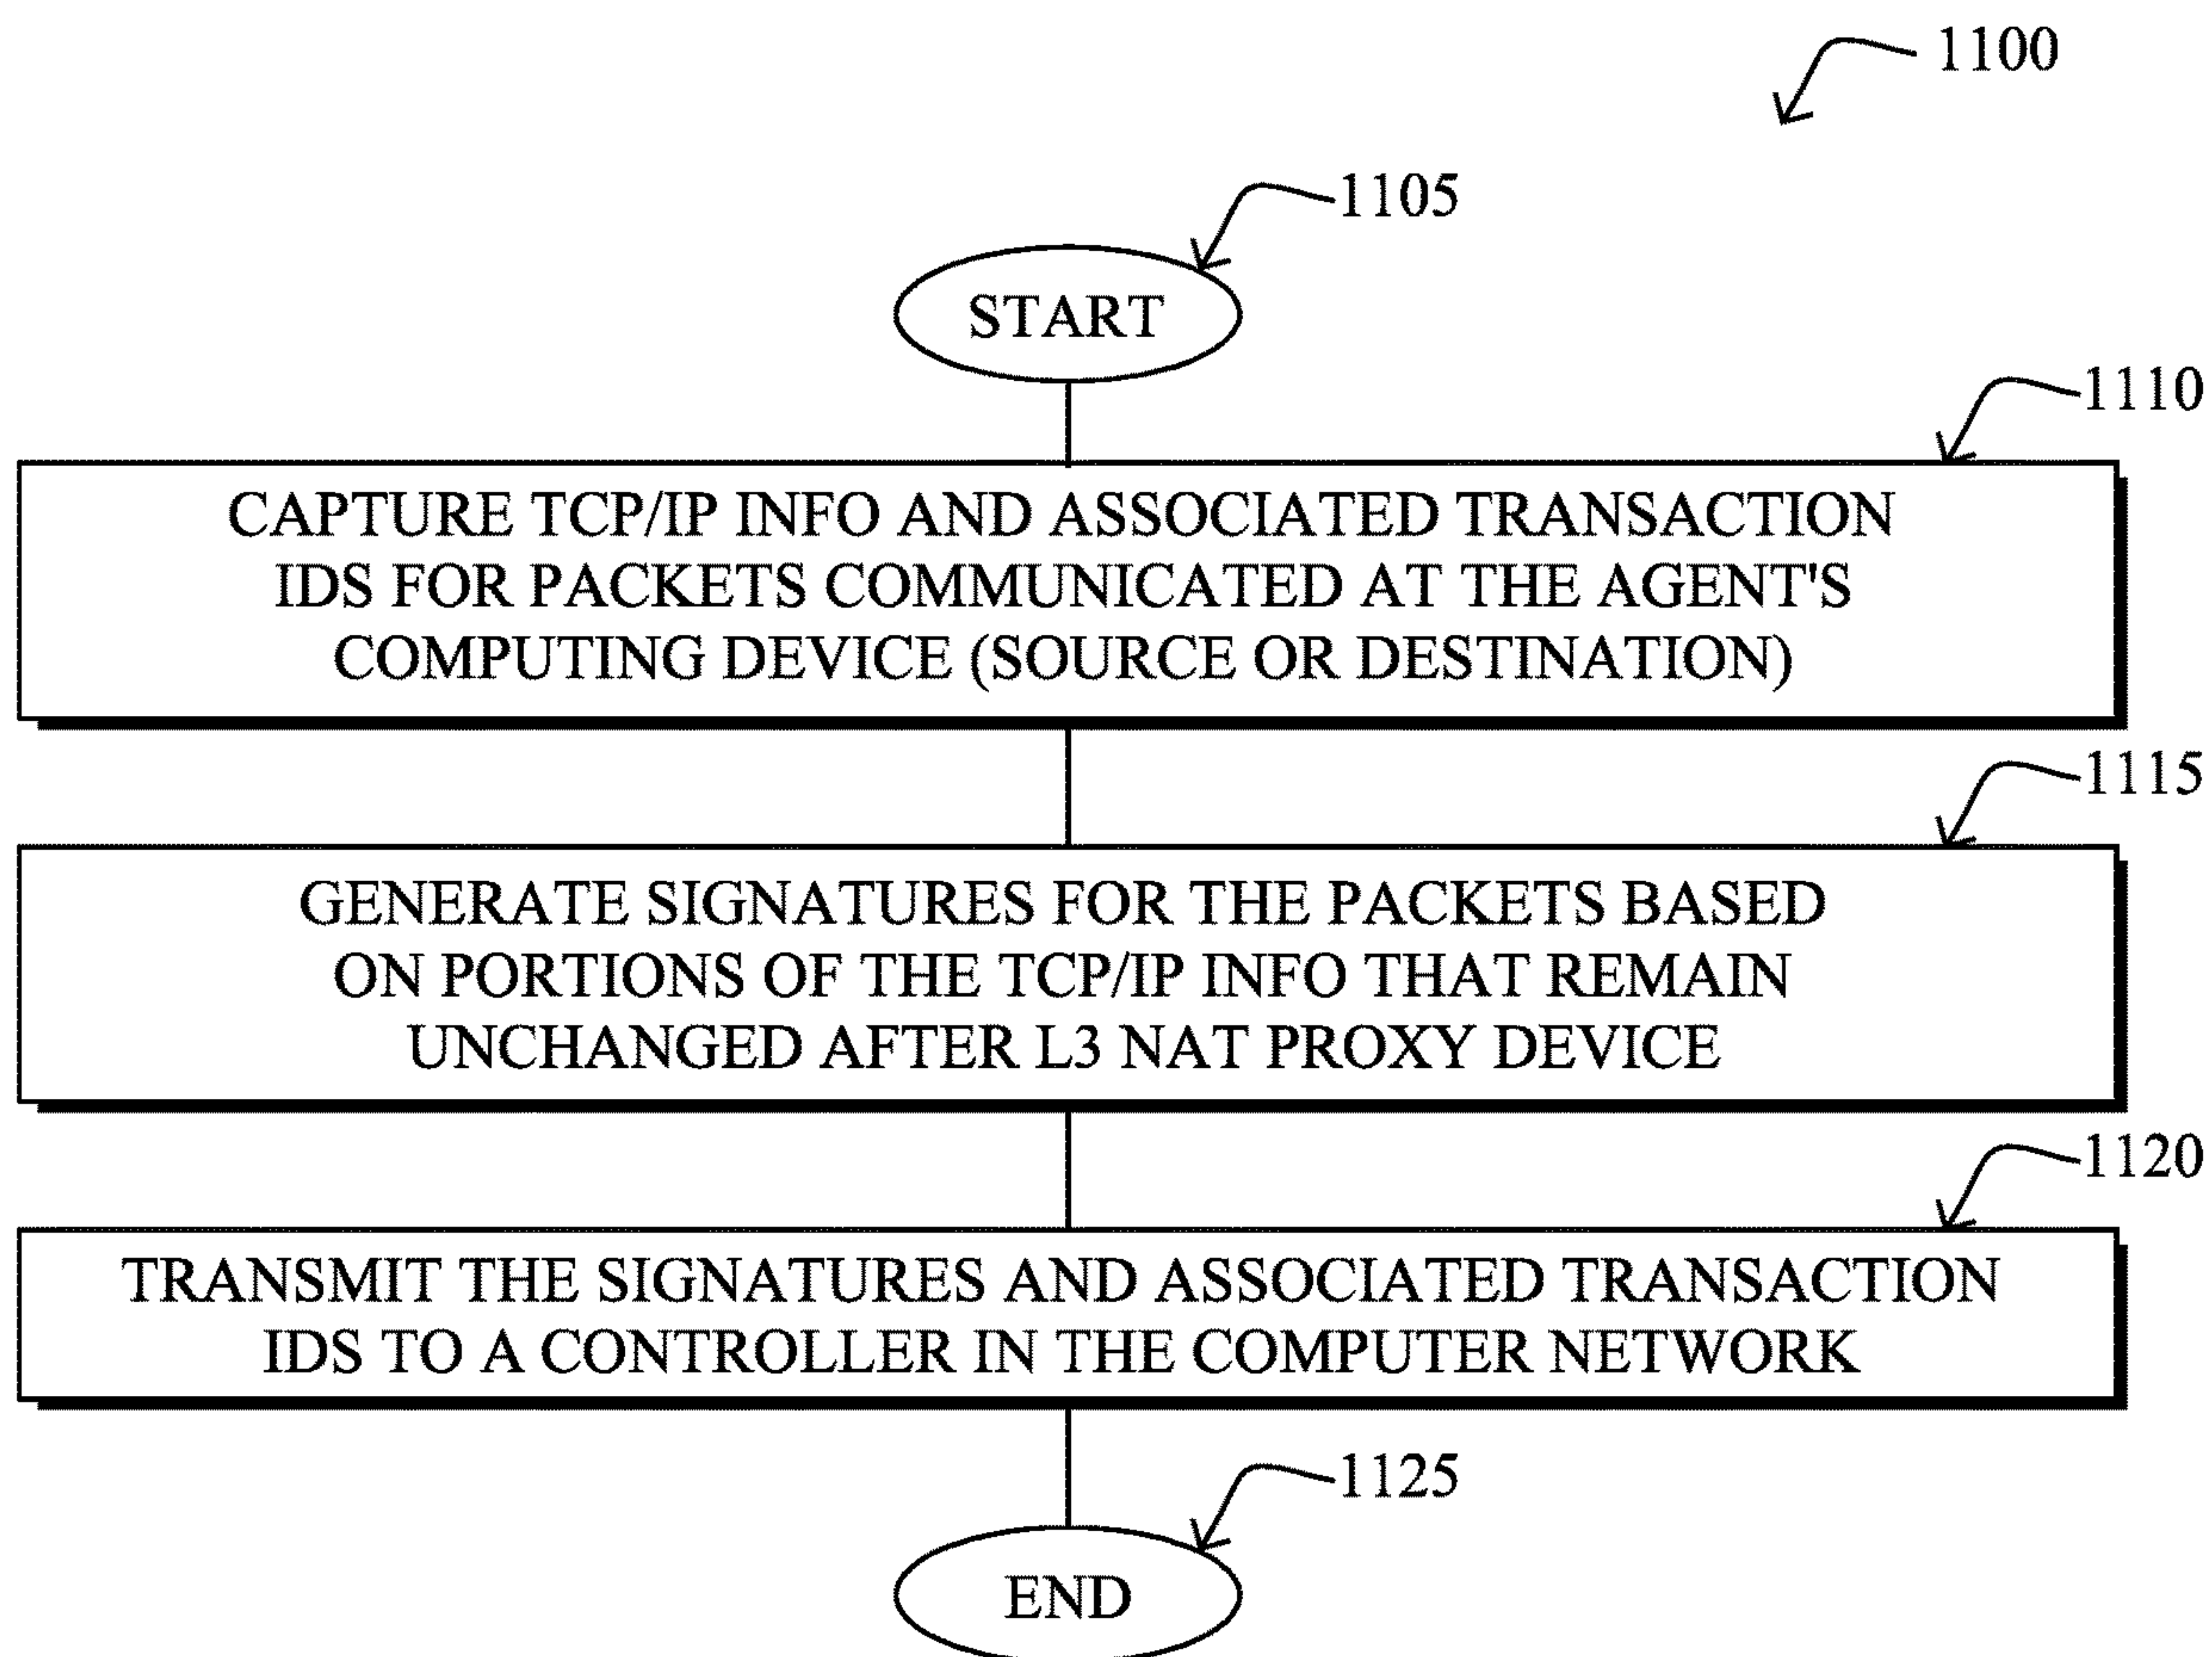 1100
1105
START
1110
CAPTURE TCP/IP INFO AND ASSOCIATED TRANSACTION
IDS FOR PACKETS COMMUNICATED AT THE AGENT'S
COMPUTING DEVICE (SOURCE OR DESTINATION)
1115
GENERATE SIGNATURES FOR THE PACKETS BASED
ON PORTIONS OF THE TCP/IP INFO THAT REMAIN
UNCHANGED AFTER L3 NAT PROXY DEVICE
1120
TRANSMIT THE SIGNATURES AND ASSOCIATED TRANSACTION
IDS TO A CONTROLLER IN THE COMPUTER NETWORK
1125
END